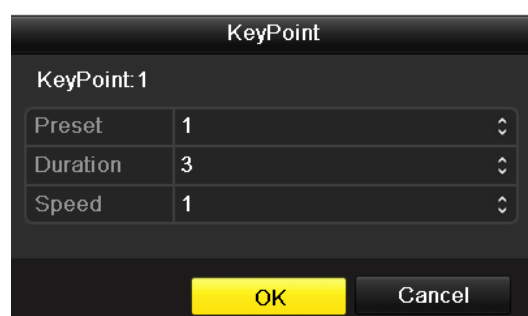 KeyPoint
KeyPoint:1
Preset 1
Duration 3
Speed 1
OK Cancel